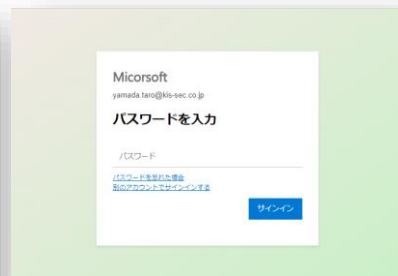 Micorsoft
yamada.taro@kis-sec.co.jp
パスワードを入力
パスワード
パスワードを忘れた場合
別のアカウントでサインインする
サインイン